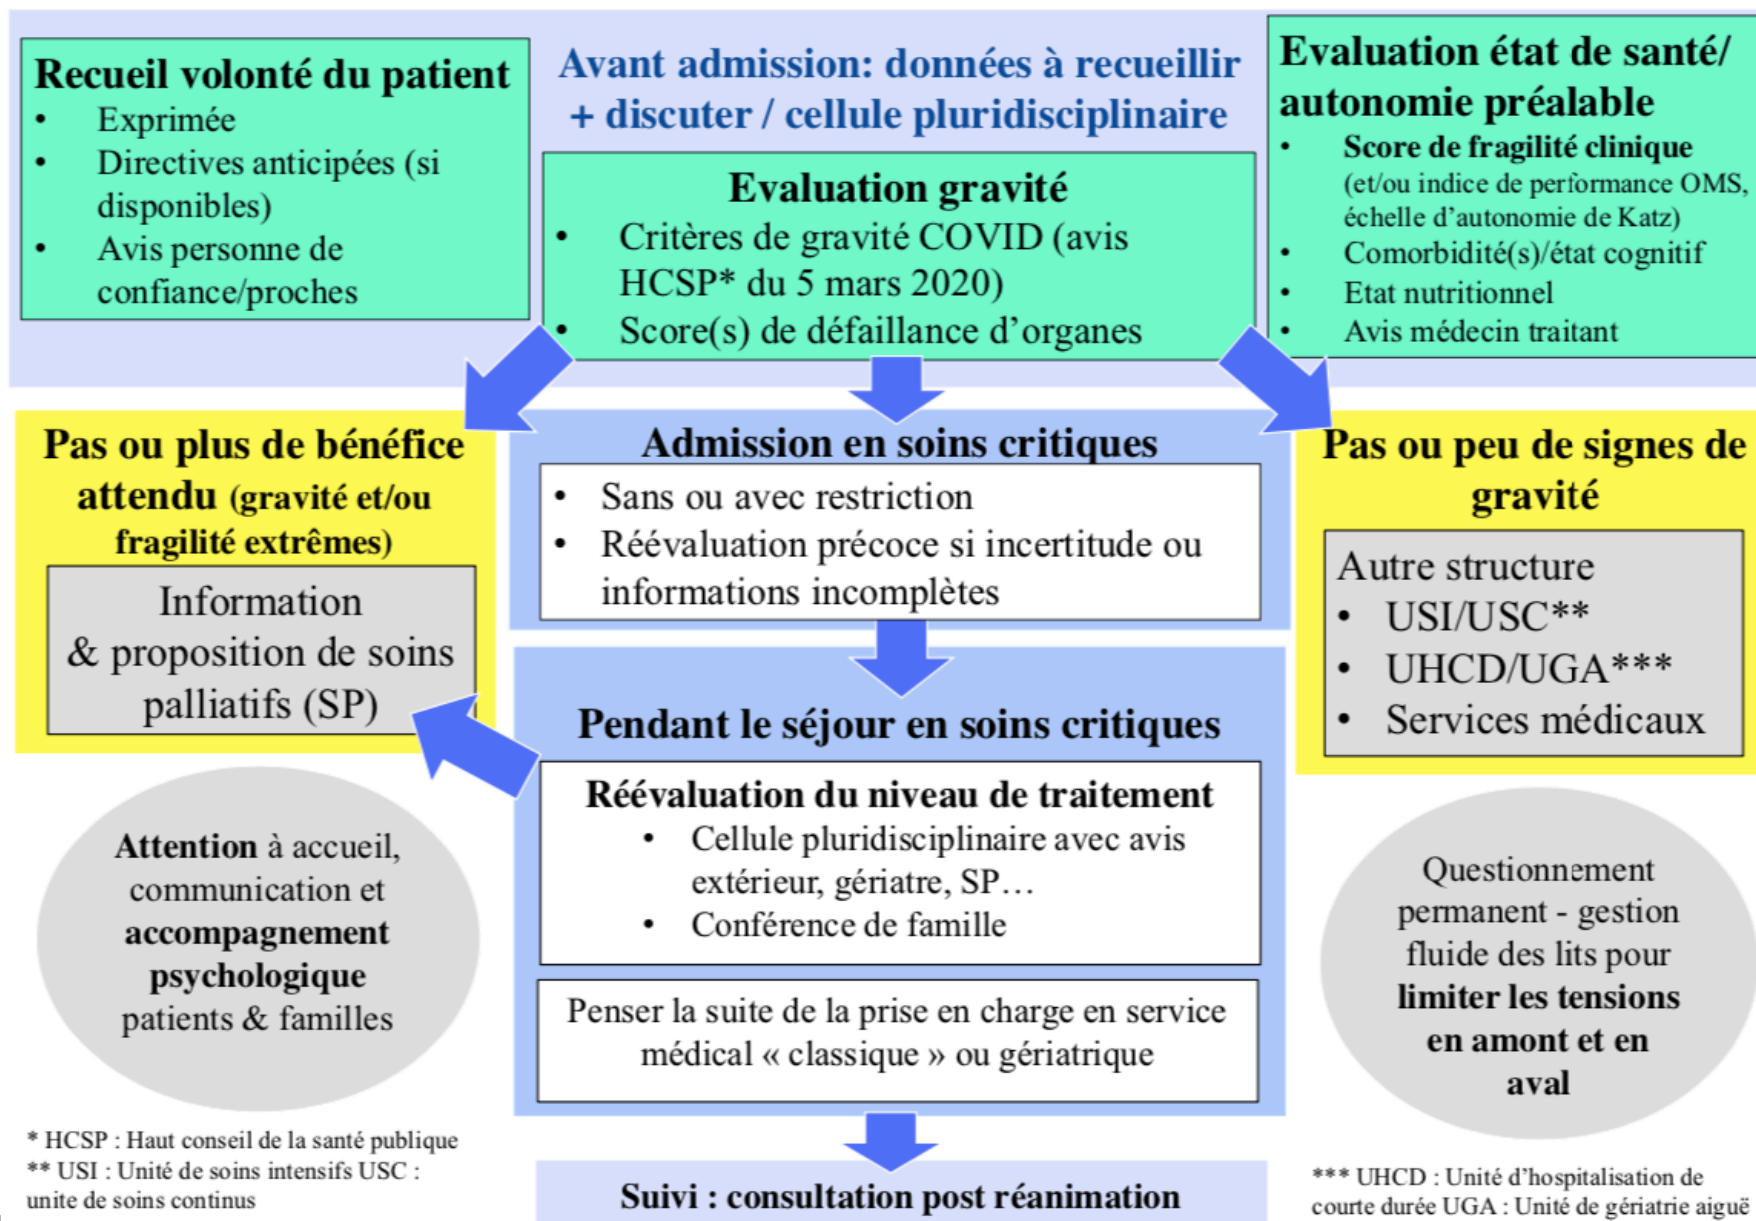 Recueil volonté du patient
• Exprimée
• Directives anticipées (si
disponibles)
• Avis personne de
confiance/proches
Avant admission: données à recueillir
+ discuter / cellule pluridisciplinaire
Evaluation gravité
• Critères de gravité COVID (avis
HCSP* du 5 mars 2020)
• Score(s) de défaillance d’organes
Evaluation état de santé/
autonomie préalable
• Score de fragilité clinique
(et/ou indice de performance OMS,
échelle d’autonomie de Katz)
• Comorbidité(s)/état cognitif
• Etat nutritionnel
• Avis médecin traitant
Pas ou plus de bénéfice
attendu (gravité et/ou
fragilité extrêmes)
Information
& proposition de soins
palliatifs (SP)
Admission en soins critiques
• Sans ou avec restriction
• Réévaluation précoce si incertitude ou
informations incomplètes
Pas ou peu de signes de
gravité
Autre structure
• USI/USC**
• UHCD/UGA***
• Services médicaux
Pendant le séjour en soins critiques
Réévaluation du niveau de traitement
• Cellule pluridisciplinaire avec avis
extérieur, gériatre, SP…
• Conférence de famille
Penser la suite de la prise en charge en service
médical « classique » ou gériatrique
Attention à accueil,
communication et
accompagnement
psychologique
patients & familles
Questionnement
permanent - gestion
fluide des lits pour
limiter les tensions
en amont et en
aval
* HCSP : Haut conseil de la santé publique
** USI : Unité de soins intensifs USC :
unite de soins continus
Suivi : consultation post réanimation
*** UHCD : Unité d’hospitalisation de
courte durée UGA : Unité de gériatrie aiguë